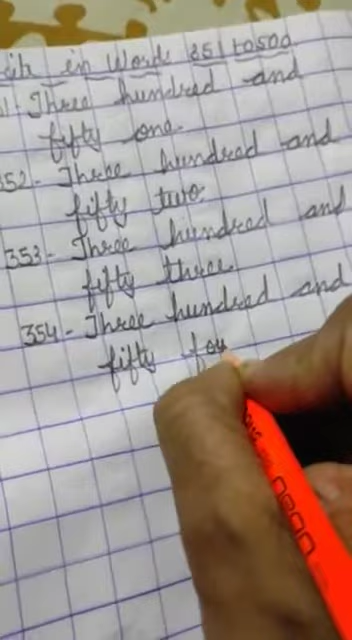 in Words 351 to 500
Three hundred and
fifty one
352- Three hundred and
fifty two
353- Three hundred and
fifty three
354- Three hundred and
fifty fou